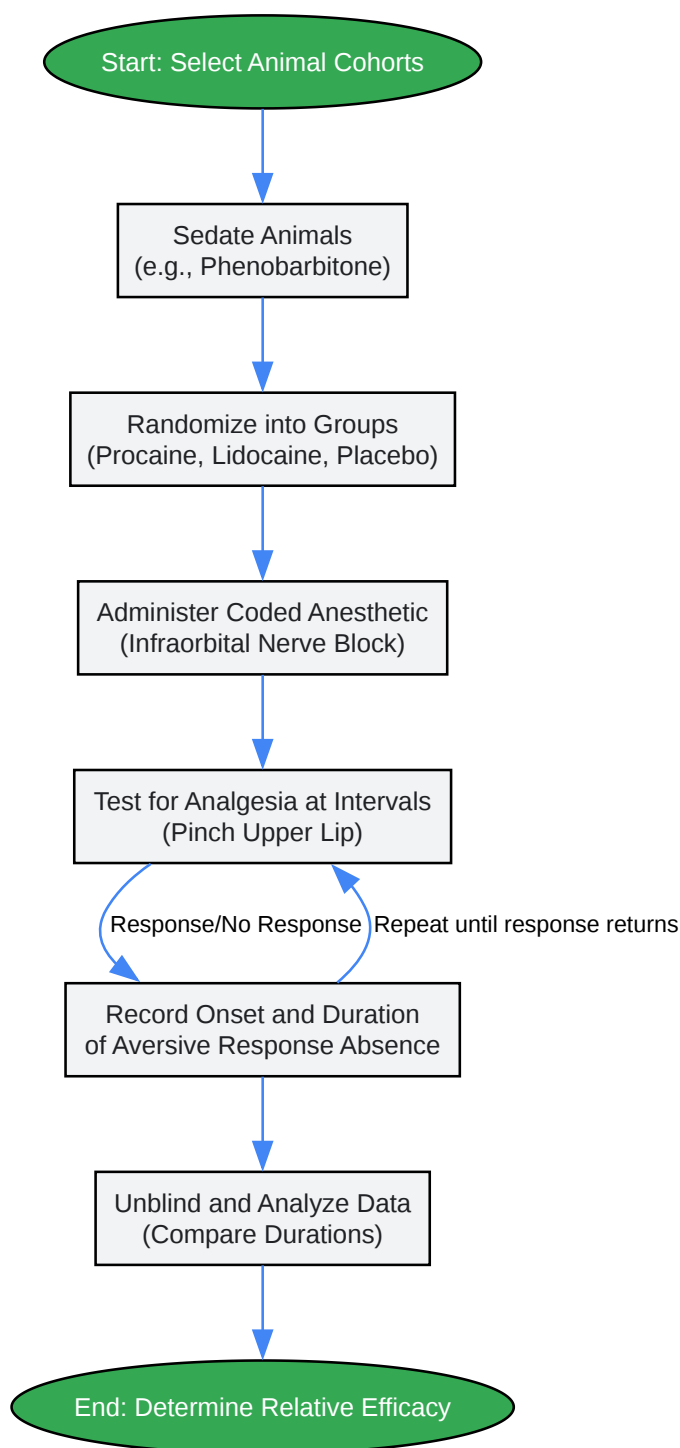 Start: Select Animal Cohorts
Sedate Animals
(e.g., Phenobarbitone)
Randomize into Groups
(Procaine, Lidocaine, Placebo)
Administer Coded Anesthetic
(Infraorbital Nerve Block)
Test for Analgesia at Intervals
(Pinch Upper Lip)
Response/No Response
Repeat until response returns
Record Onset and Duration
of Aversive Response Absence
Unblind and Analyze Data
(Compare Durations)
End: Determine Relative Efficacy